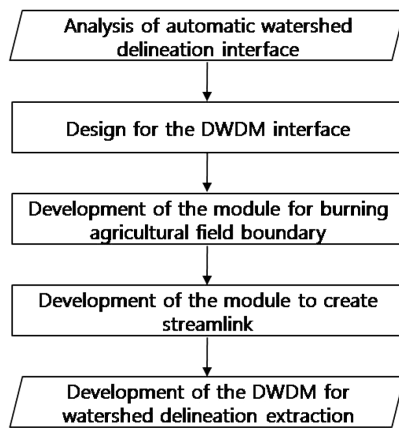 Analysis of automatic watershed
delineation interface
Design for the DWDM interface
Development of the module for burning
agricultural field boundary
Development of the module to create
streamlink
Development of the DWDM for
watershed delineation extraction